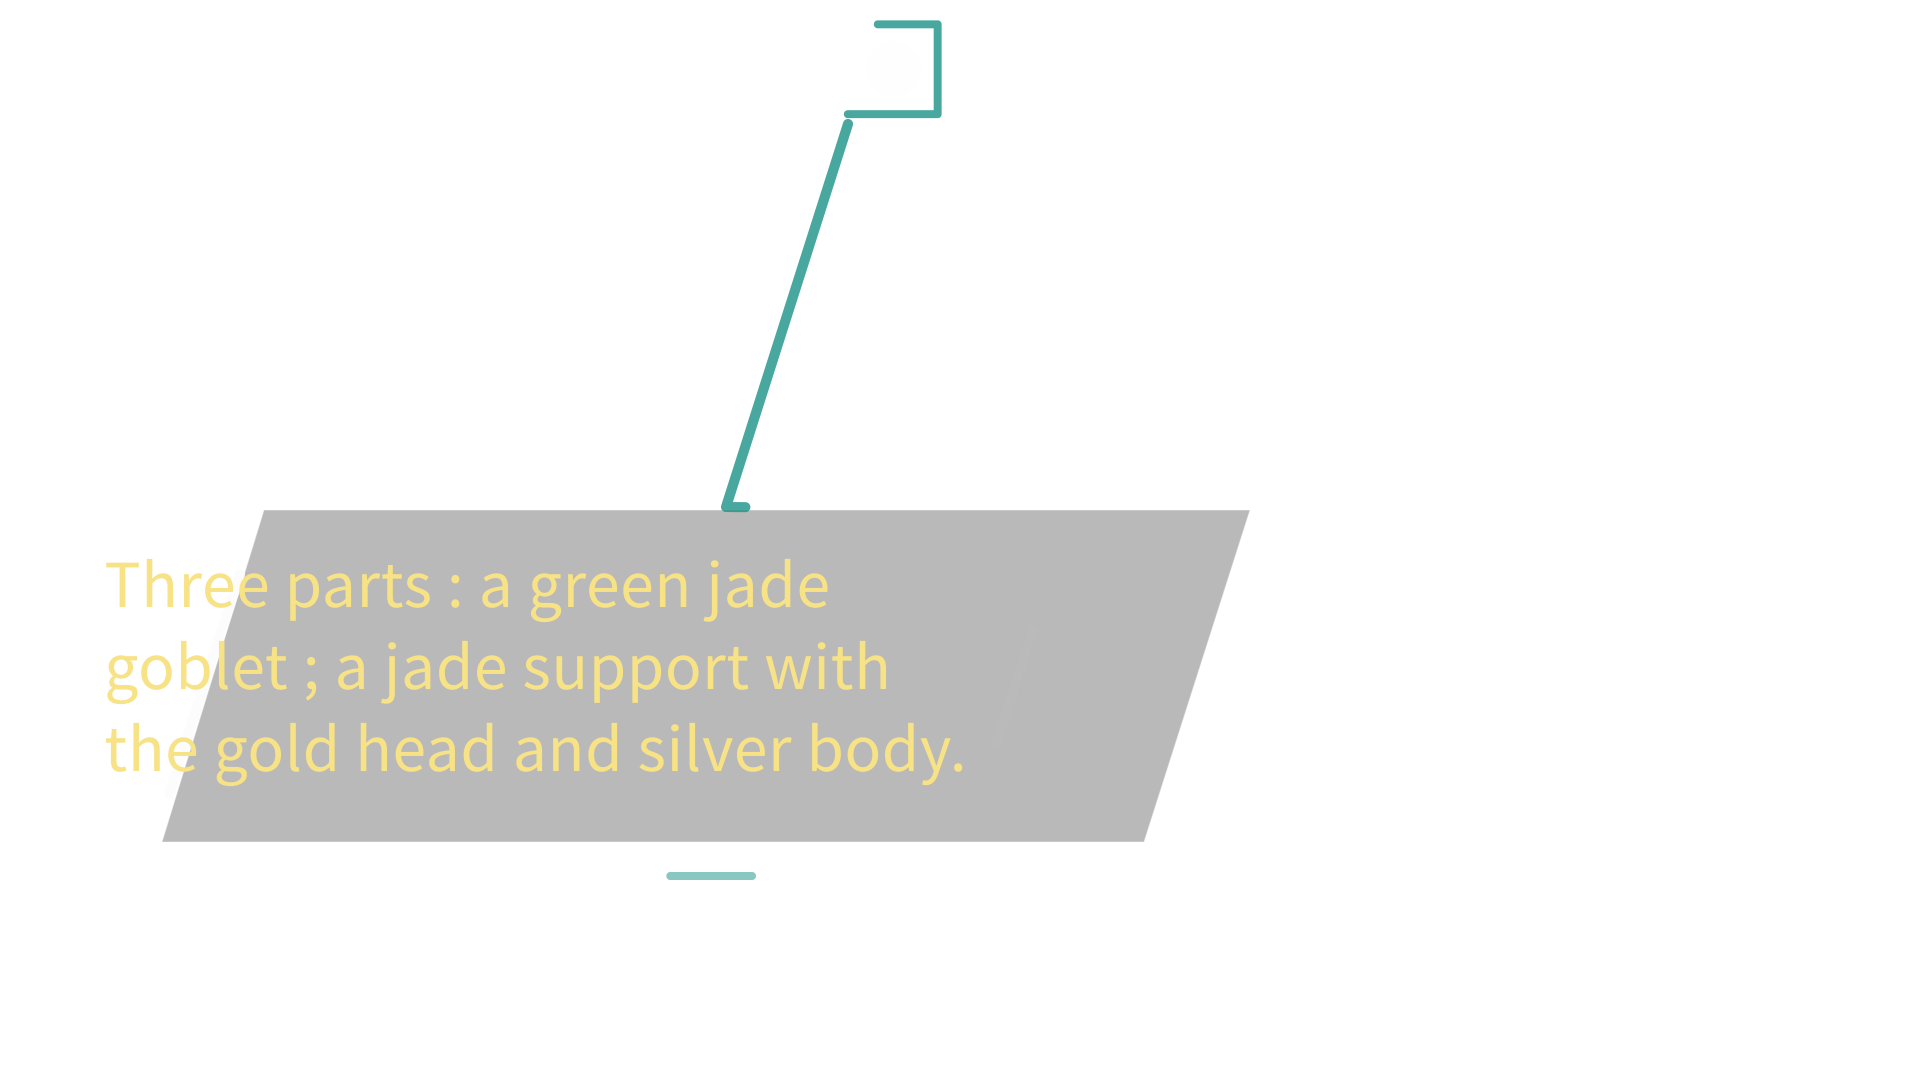 Three parts : a green jade
goblet ; a jade support with
the gold head and silver body.